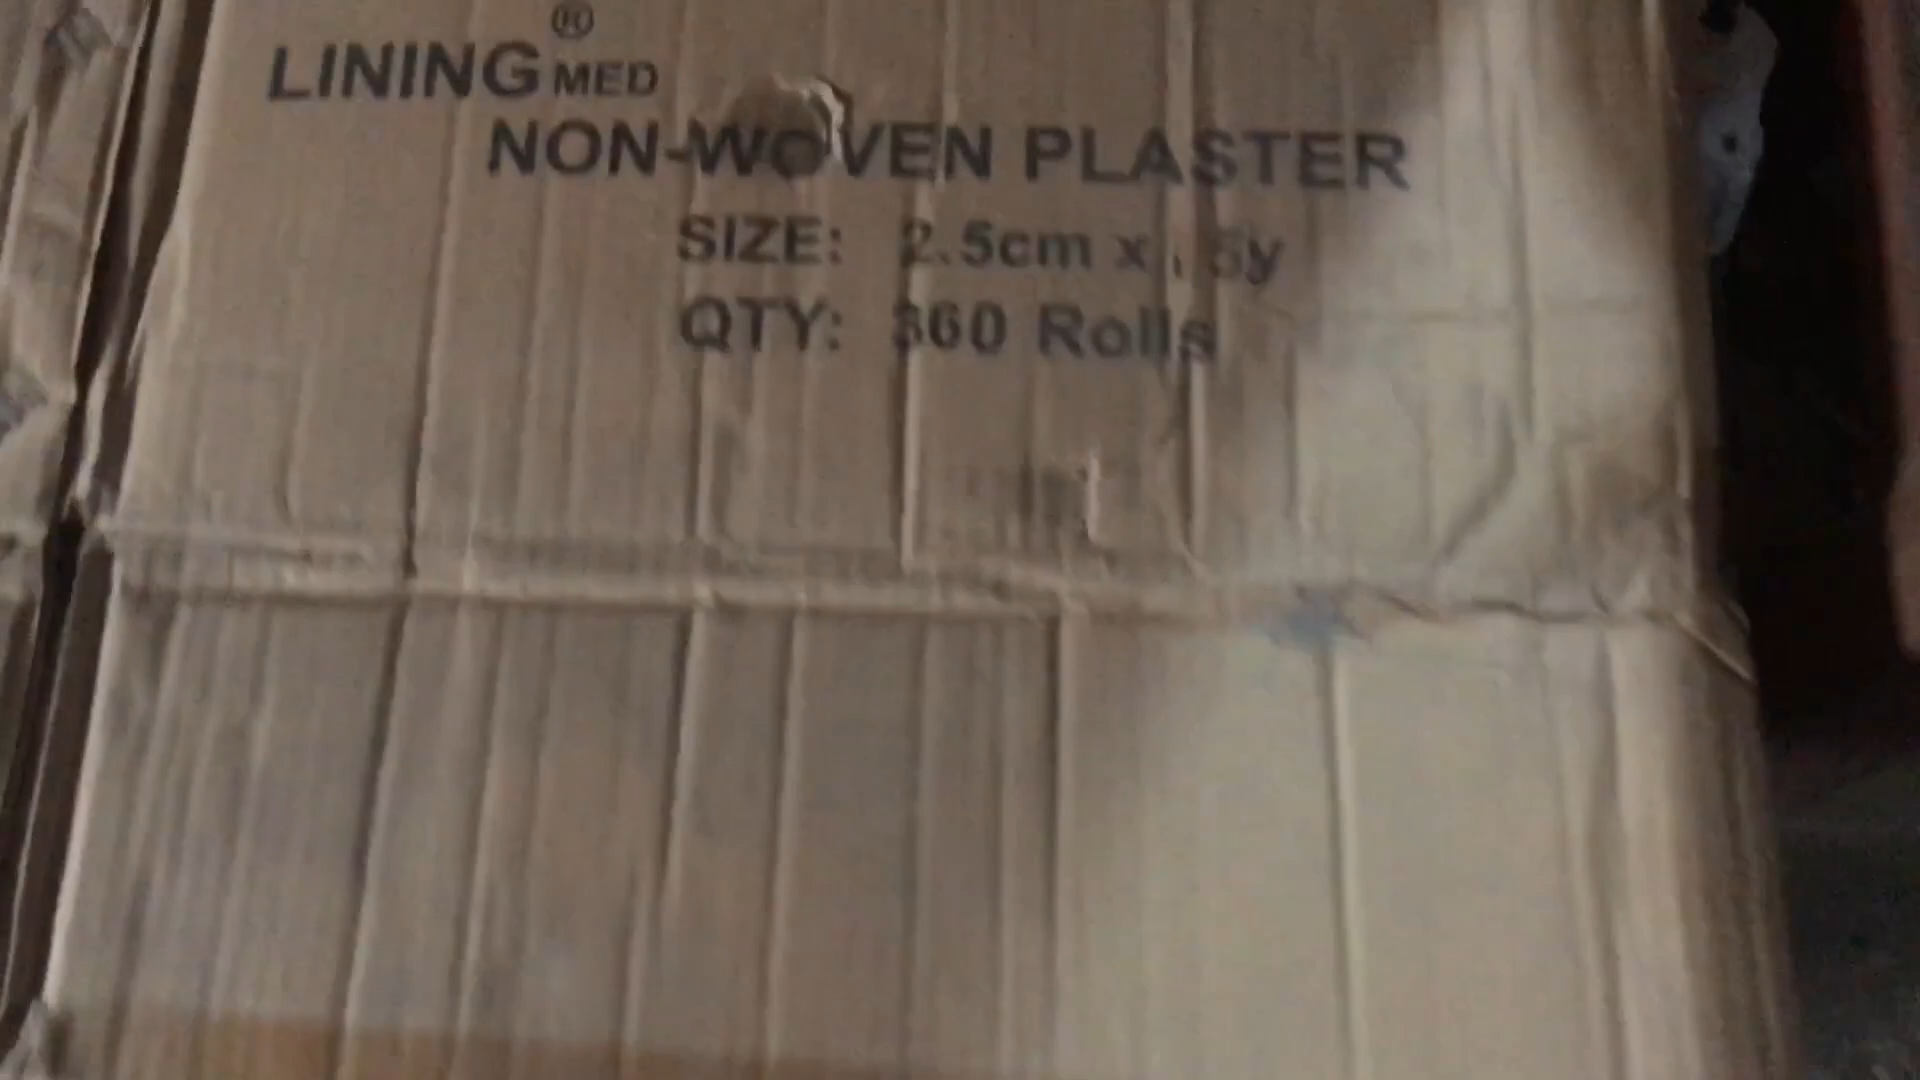 LINING® MED
NON-WOVEN PLASTER
SIZE: 2.5cm x 5y
QTY: 360 Rolls